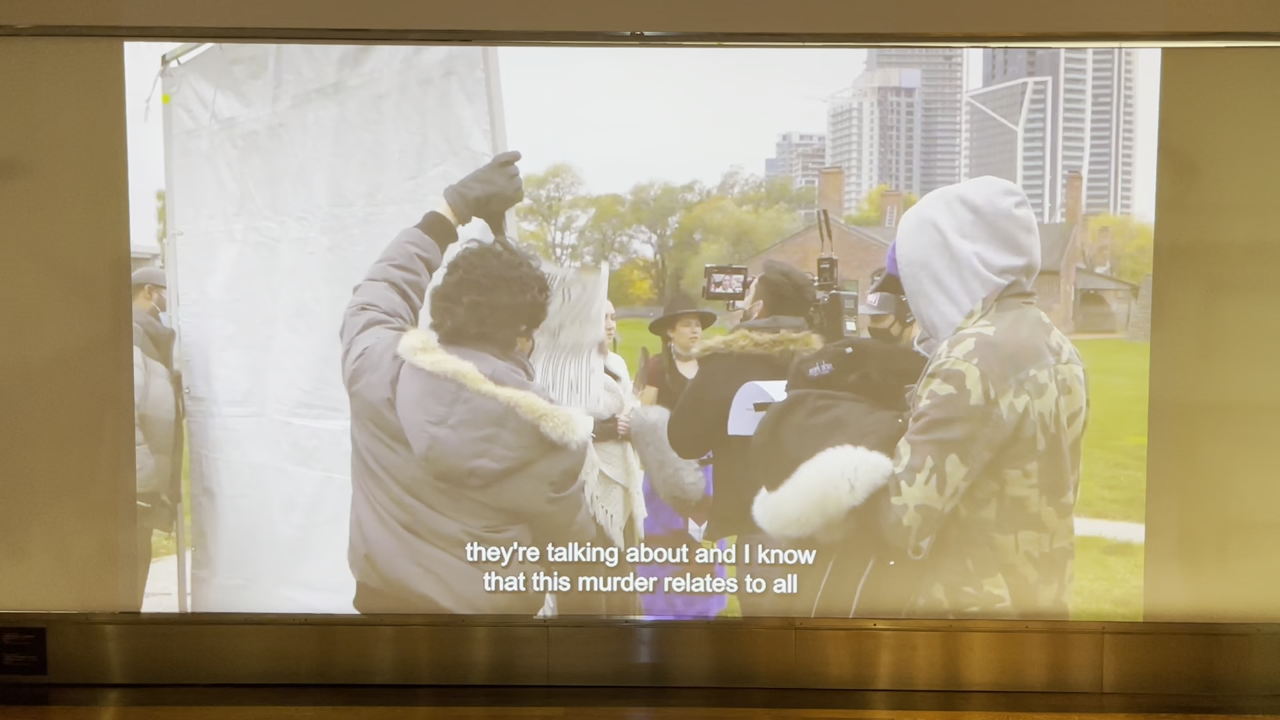 they're talking about and I know
that this murder relates to all